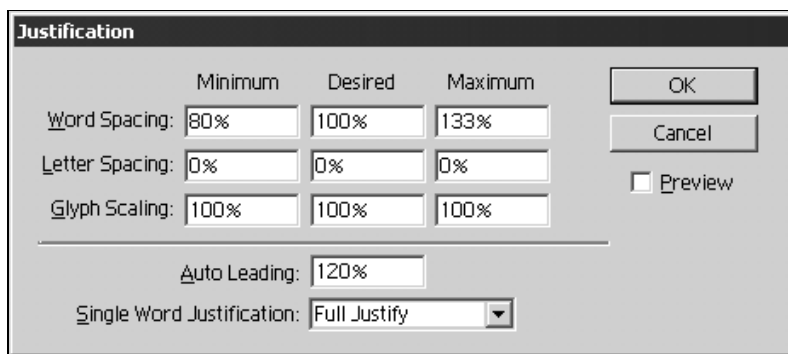 Justification
Minimum Desired Maximum OK
Word Spacing: 80% 100% 133%
Cancel
Letter Spacing: 0% 0% 0%
Preview
Glyph Scaling: 100% 100% 100%
Auto Leading: 120%
Single Word Justification: Full Justify